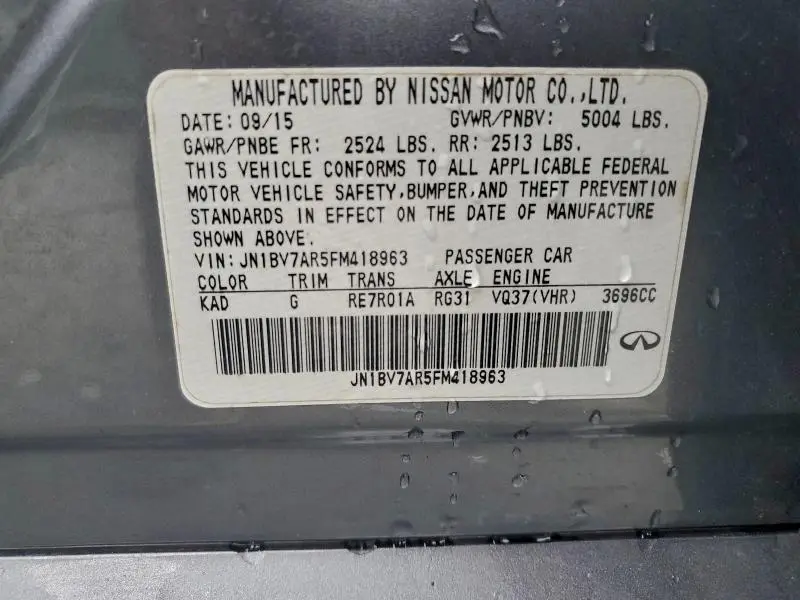 MANUFACTURED BY NISSAN MOTOR CO.,LTD.
DATE: 09/15 GVWR/PNBV: 5004 LBS.
GAWR/PNBE FR: 2524 LBS. RR: 2513 LBS.
THIS VEHICLE CONFORMS TO ALL APPLICABLE FEDERAL
MOTOR VEHICLE SAFETY,BUMPER,AND THEFT PREVENTION
STANDARDS IN EFFECT ON THE DATE OF MANUFACTURE
SHOWN ABOVE.
VIN: JN1BV7AR5FM418963 PASSENGER CAR
COLOR TRIM TRANS AXLE ENGINE
KAD G RE7R01A RG31 VQ37(VHR) 3696CC
JN1BV7AR5FM418963